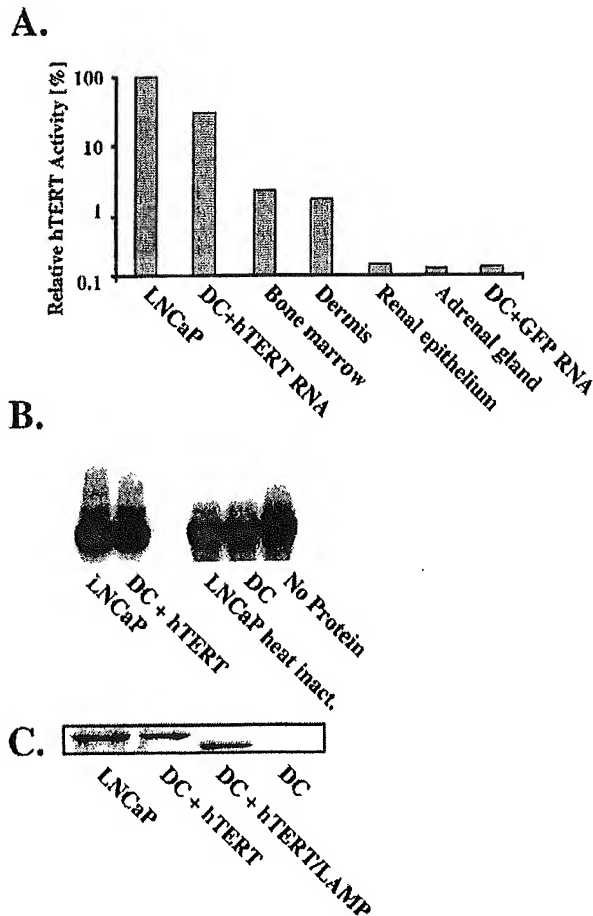 A.
Relative hTERT Activity [%]
100
10
1
0.1
LNCaP
DC+hTERT RNA
Bone marrow
Dermis
Renal epithelium
Adrenal gland
DC+GFP RNA
B.
LNCaP
DC + hTERT
LNCaP heat inact.
DC
No Protein
C.
LNCaP
DC + hTERT
DC + hTERT/LAMP
DC